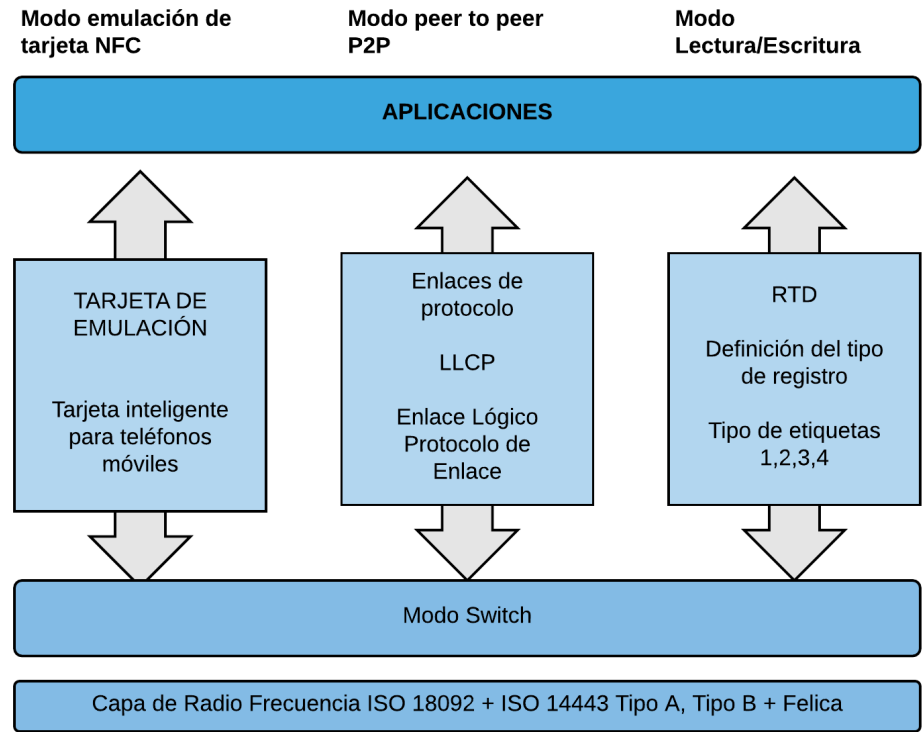 Modo emulación de
tarjeta NFC
Modo peer to peer
P2P
Modo
Lectura/Escritura
APLICACIONES
TARJETA DE
EMULACIÓN
Tarjeta inteligente
para teléfonos
móviles
Enlaces de
protocolo
LLCP
Enlace Lógico
Protocolo de
Enlace
RTD
Definición del tipo
de registro
Tipo de etiquetas
1,2,3,4
Modo Switch
Capa de Radio Frecuencia ISO 18092 + ISO 14443 Tipo A, Tipo B + Felica